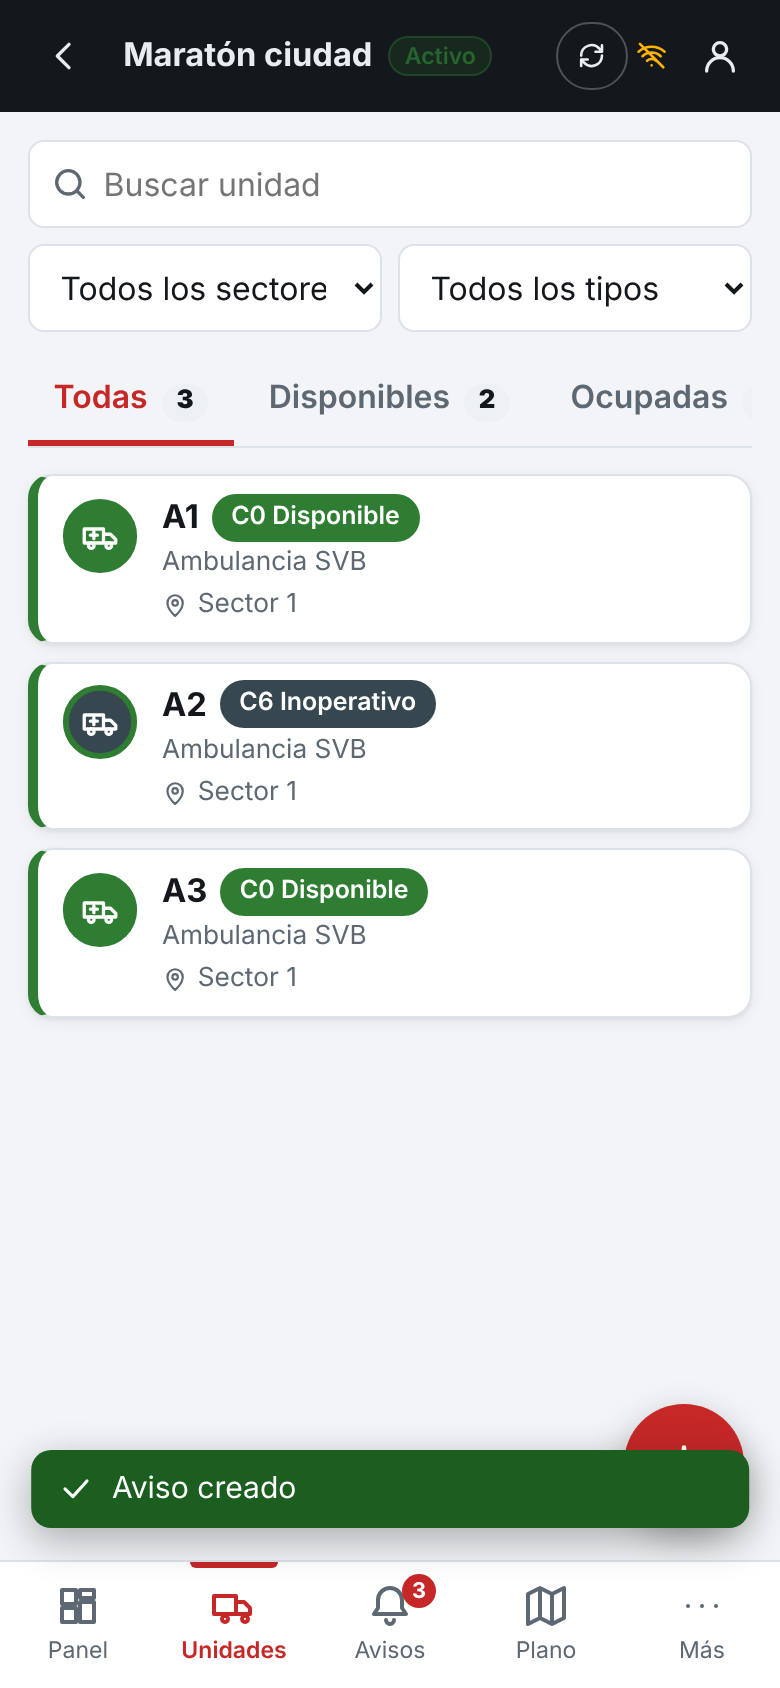 Maratón ciudad Activo
Buscar unidad
Todos los sectore Todos los tipos
Todas 3 Disponibles 2 Ocupadas
A1 C0 Disponible
Ambulancia SVB
Sector 1
A2 C6 Inoperativo
Ambulancia SVB
Sector 1
A3 C0 Disponible
Ambulancia SVB
Sector 1
Aviso creado
3
Panel Unidades Avisos Plano Más